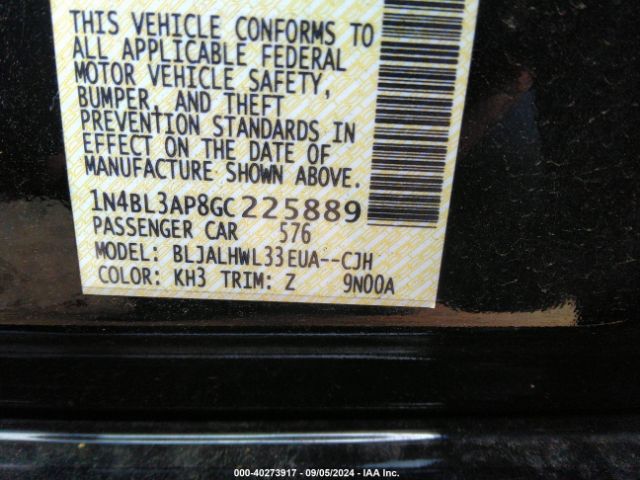 THIS VEHICLE CONFORMS TO
ALL APPLICABLE FEDERAL
MOTOR VEHICLE SAFETY,
BUMPER, AND THEFT
PREVENTION STANDARDS IN
EFFECT ON THE DATE OF
MANUFACTURE SHOWN ABOVE.
1N4BL3AP8GC225889
PASSENGER CAR 576
MODEL: BLJALHWL33EUA--CJH
COLOR: KH3 TRIM: Z 9N00A
000-40273917 - 09/05/2024 - IAA Inc.